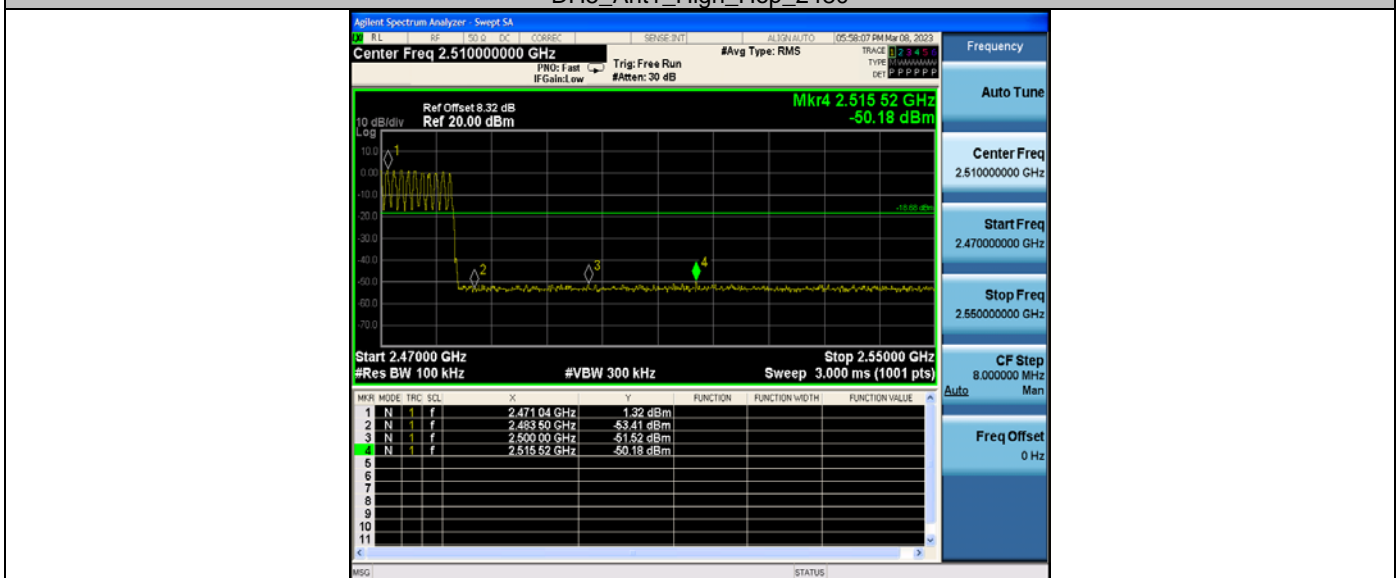 Agilent Spectrum Analyzer - Swept SA
RL RF 50 Ω DC CORREC SENSE:INT ALIGN AUTO 05:58:07 PM Mar 08, 2023
Center Freq 2.510000000 GHz
PNO: Fast
IFGain:Low
Trig: Free Run
#Atten: 30 dB
#Avg Type: RMS
TRACE 1 2 3 4 5 6
TYPE M
DET P P P P P P
Ref Offset 8.32 dB
Ref 20.00 dBm
10 dB/div
Log
Mkr4 2.515 52 GHz
-50.18 dBm
10.0
0.00
-10.0
-20.0
-30.0
-40.0
-50.0
-60.0
-70.0
1
2
3
4
-18.68 dBm
Start 2.47000 GHz Stop 2.55000 GHz
#Res BW 100 kHz #VBW 300 kHz Sweep 3.000 ms (1001 pts)
MKR MODE TRC SCL X Y FUNCTION FUNCTION WIDTH FUNCTION VALUE
1 N 1 f 2.471 04 GHz 1.32 dBm
2 N 1 f 2.483 50 GHz -53.41 dBm
3 N 1 f 2.500 00 GHz -51.52 dBm
4 N 1 f 2.515 52 GHz -50.18 dBm
5
6
7
8
9
10
11
MSG STATUS
Frequency
Auto Tune
Center Freq
2.510000000 GHz
Start Freq
2.470000000 GHz
Stop Freq
2.550000000 GHz
CF Step
8.000000 MHz
Auto Man
Freq Offset
0 Hz